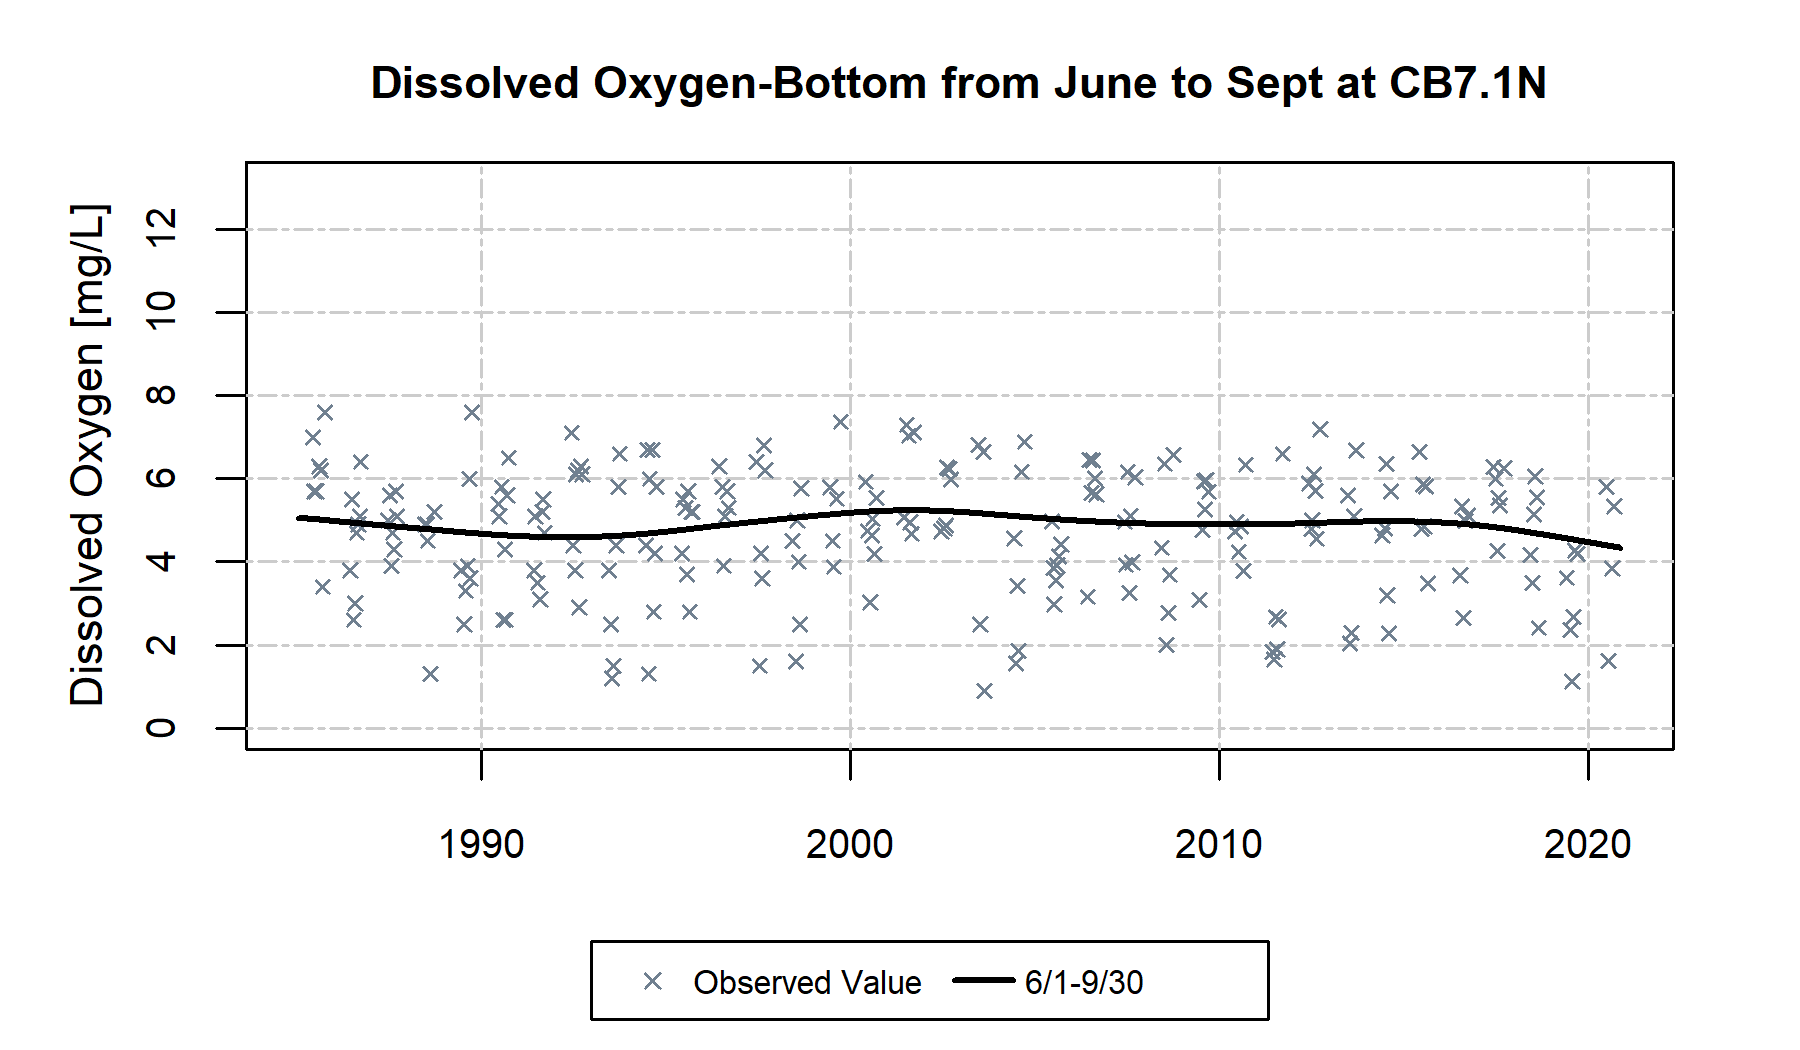 Dissolved Oxygen-Bottom from June to Sept at CB7.1N
Dissolved Oxygen [mg/L]
12
10
8
6
4
2
0
1990 2000 2010 2020
Observed Value 6/1-9/30